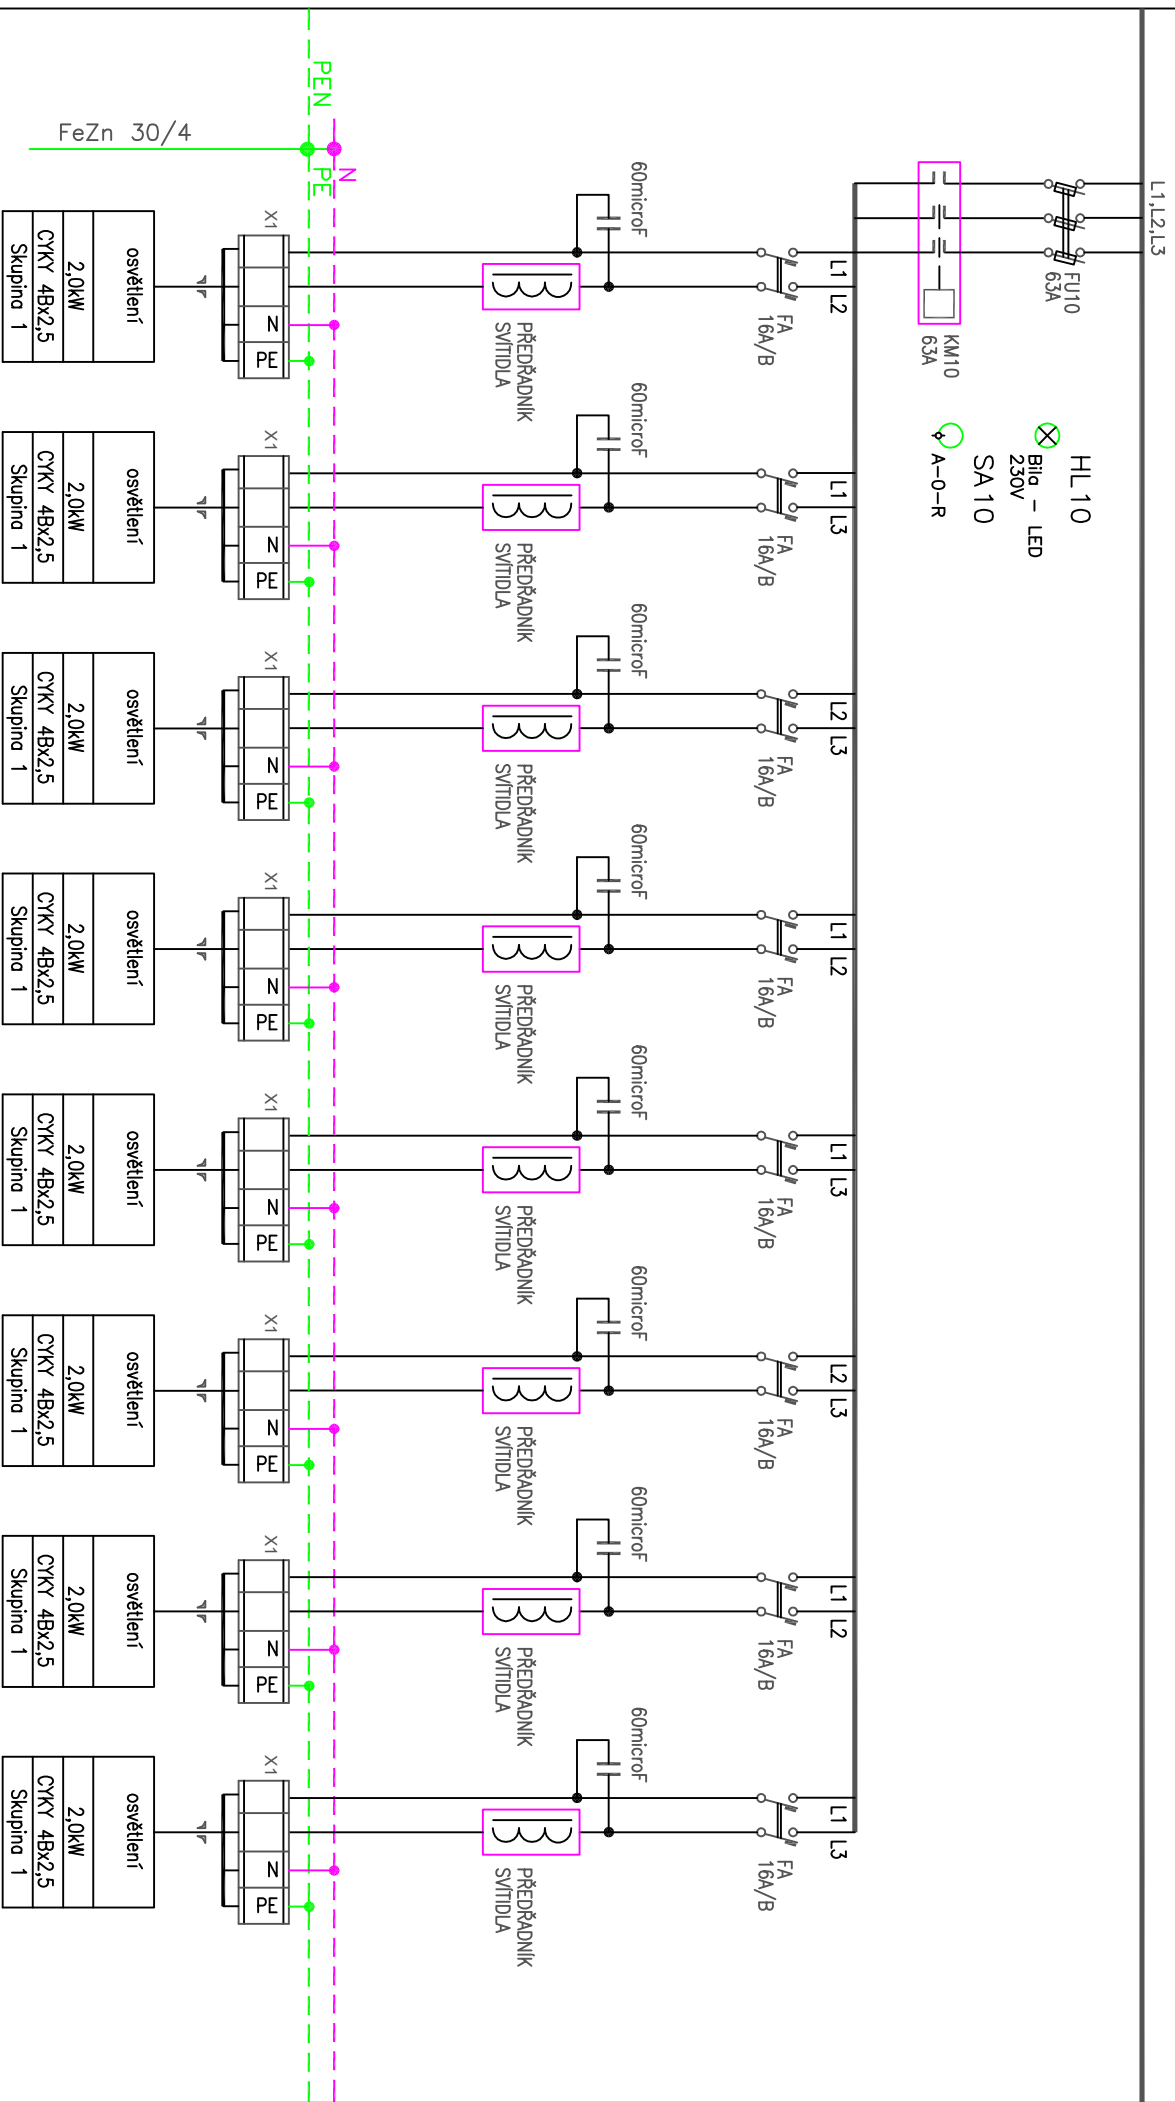 L1,L2,L3
FU10
63A
KM10
63A
HL10
Bílá - LED
230V
SA10
A-0-R
L1 L2
FA
16A/B
60microF
PŘEDŘADNÍK
SVÍTIDLA
L1 L3
FA
16A/B
60microF
PŘEDŘADNÍK
SVÍTIDLA
L2 L3
FA
16A/B
60microF
PŘEDŘADNÍK
SVÍTIDLA
L1 L2
FA
16A/B
60microF
PŘEDŘADNÍK
SVÍTIDLA
L1 L3
FA
16A/B
60microF
PŘEDŘADNÍK
SVÍTIDLA
L2 L3
FA
16A/B
60microF
PŘEDŘADNÍK
SVÍTIDLA
L1 L2
FA
16A/B
60microF
PŘEDŘADNÍK
SVÍTIDLA
L1 L3
FA
16A/B
60microF
PŘEDŘADNÍK
SVÍTIDLA
PEN
N
PE
FeZn 30/4
X1
N
PE
osvětlení
2,0kW
CYKY 4Bx2,5
Skupina 1
X1
N
PE
osvětlení
2,0kW
CYKY 4Bx2,5
Skupina 1
X1
N
PE
osvětlení
2,0kW
CYKY 4Bx2,5
Skupina 1
X1
N
PE
osvětlení
2,0kW
CYKY 4Bx2,5
Skupina 1
X1
N
PE
osvětlení
2,0kW
CYKY 4Bx2,5
Skupina 1
X1
N
PE
osvětlení
2,0kW
CYKY 4Bx2,5
Skupina 1
X1
N
PE
osvětlení
2,0kW
CYKY 4Bx2,5
Skupina 1
X1
N
PE
osvětlení
2,0kW
CYKY 4Bx2,5
Skupina 1